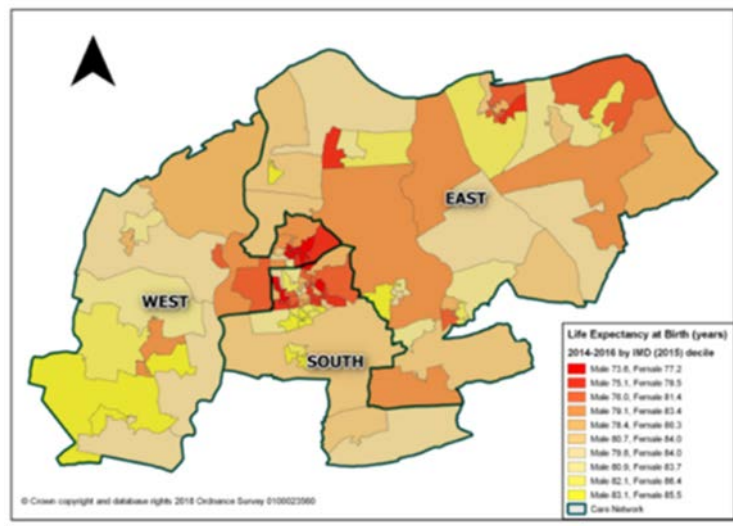 EAST
WEST
SOUTH
Life Expectancy at Birth (years)
2014-2016 by IMD (2015) decile
Male 73.6, Female 77.2
Male 75.1, Female 78.5
Male 76.0, Female 81.4
Male 79.1, Female 83.4
Male 78.4, Female 80.3
Male 80.7, Female 84.0
Male 79.8, Female 84.0
Male 80.9, Female 83.7
Male 82.1, Female 86.4
Male 83.1, Female 85.5
Care Network
© Crown copyright and database rights 2018 Ordnance Survey 0100023560